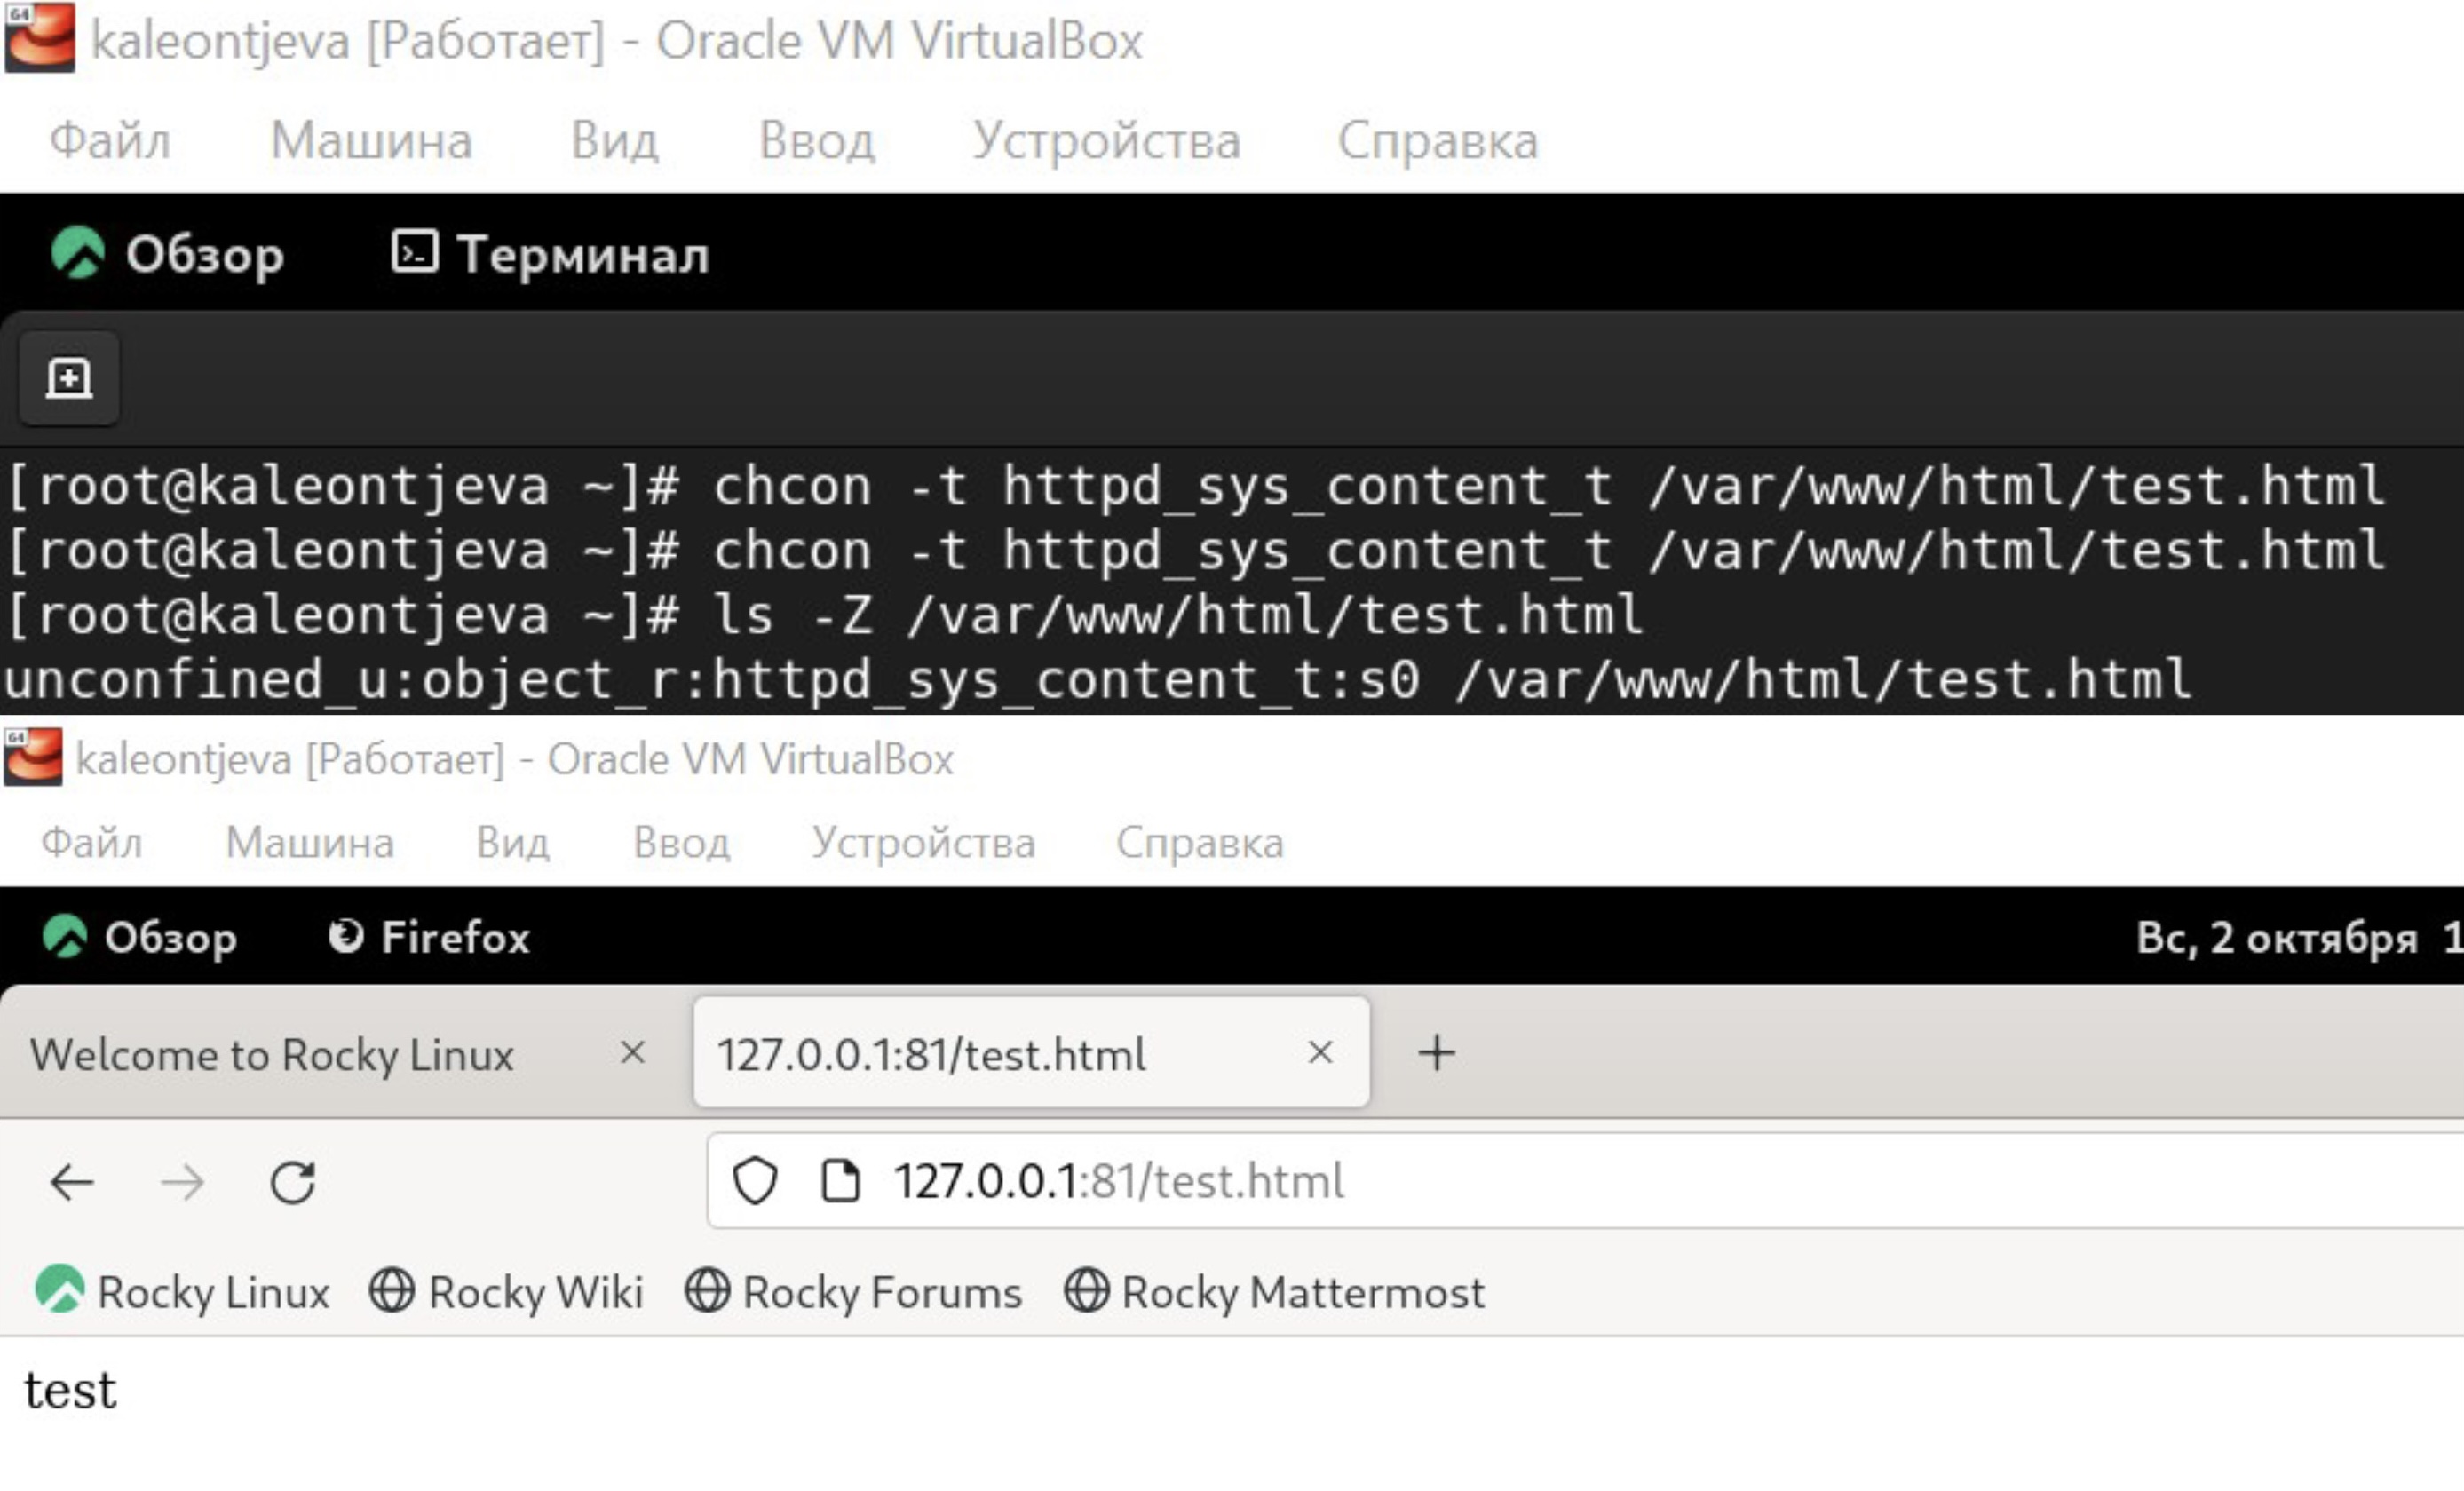 64 kaleontjeva [Работает] - Oracle VM VirtualBox
Файл Машина Вид Ввод Устройства Справка
Обзор Терминал
[root@kaleontjeva ~]# chcon -t httpd_sys_content_t /var/www/html/test.html
[root@kaleontjeva ~]# chcon -t httpd_sys_content_t /var/www/html/test.html
[root@kaleontjeva ~]# ls -Z /var/www/html/test.html
unconfined_u:object_r:httpd_sys_content_t:s0 /var/www/html/test.html
64 kaleontjeva [Работает] - Oracle VM VirtualBox
Файл Машина Вид Ввод Устройства Справка
Обзор Firefox Вс, 2 октября 1
Welcome to Rocky Linux 127.0.0.1:81/test.html
127.0.0.1:81/test.html
Rocky Linux Rocky Wiki Rocky Forums Rocky Mattermost
test